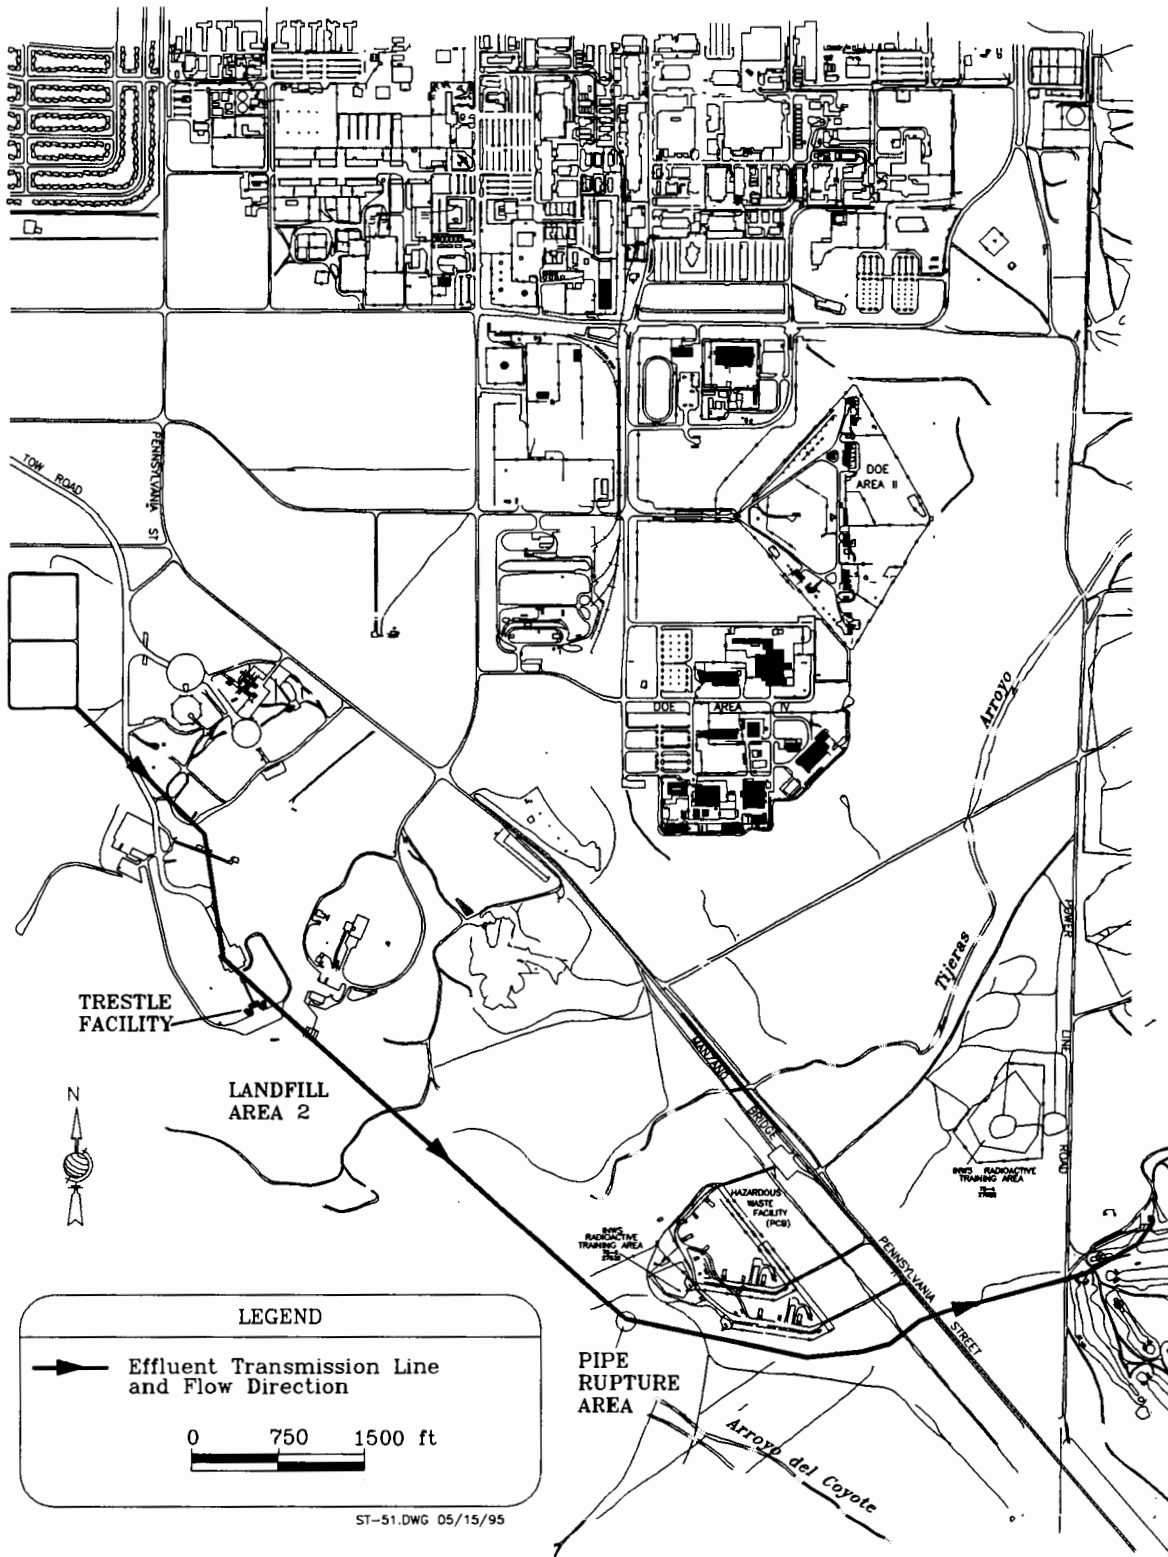 TOW ROAD
PENNSYLVANIA ST
DOE
AREA II
DOE AREA IV
Arroyo
Tijeras
POWER LINE ROAD
TRESTLE
FACILITY
LANDFILL
AREA 2
N
MANZANO BRIDGE
HAZARDOUS
WASTE
FACILITY
(PCB)
INWS RADIOACTIVE
TRAINING AREA
INWS
RADIOACTIVE
TRAINING AREA
PENNSYLVANIA STREET
PIPE
RUPTURE
AREA
Arroyo del Coyote
LEGEND
Effluent Transmission Line
and Flow Direction
0 750 1500 ft
ST-51.DWG 05/15/95